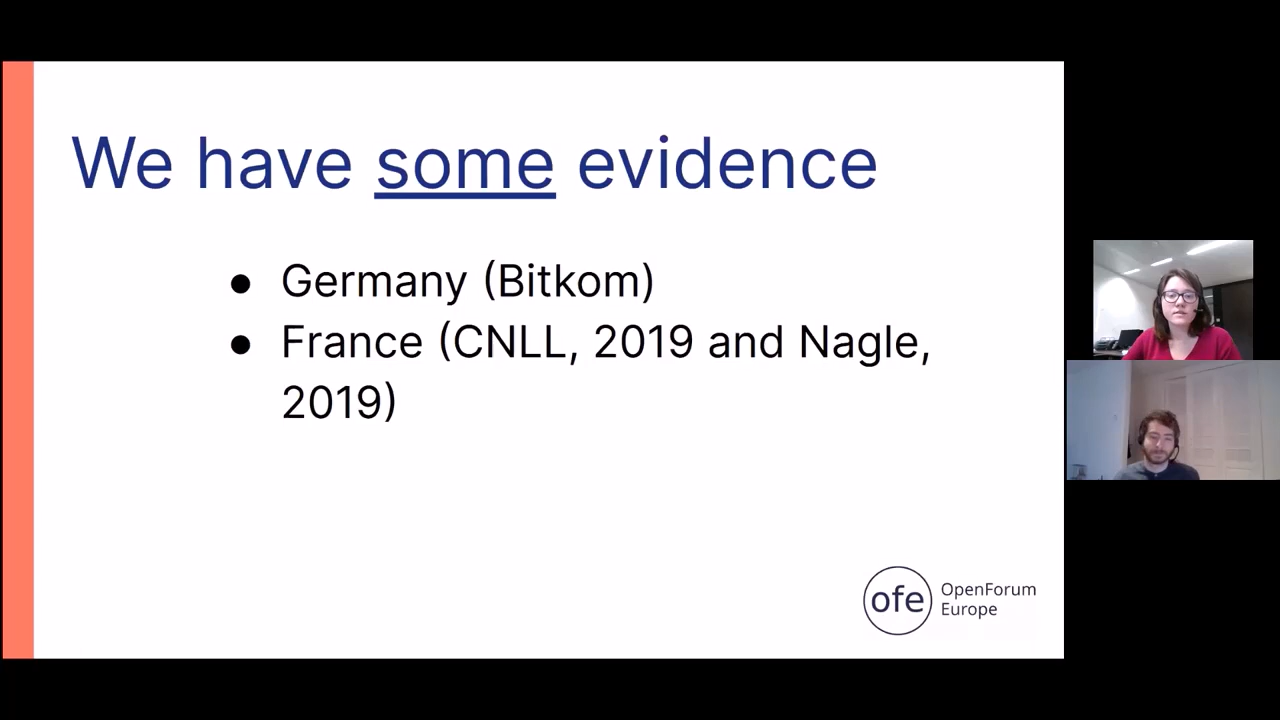 We have some evidence
● Germany (Bitkom)
● France (CNLL, 2019 and Nagle,
2019)
ofe
OpenForum
Europe